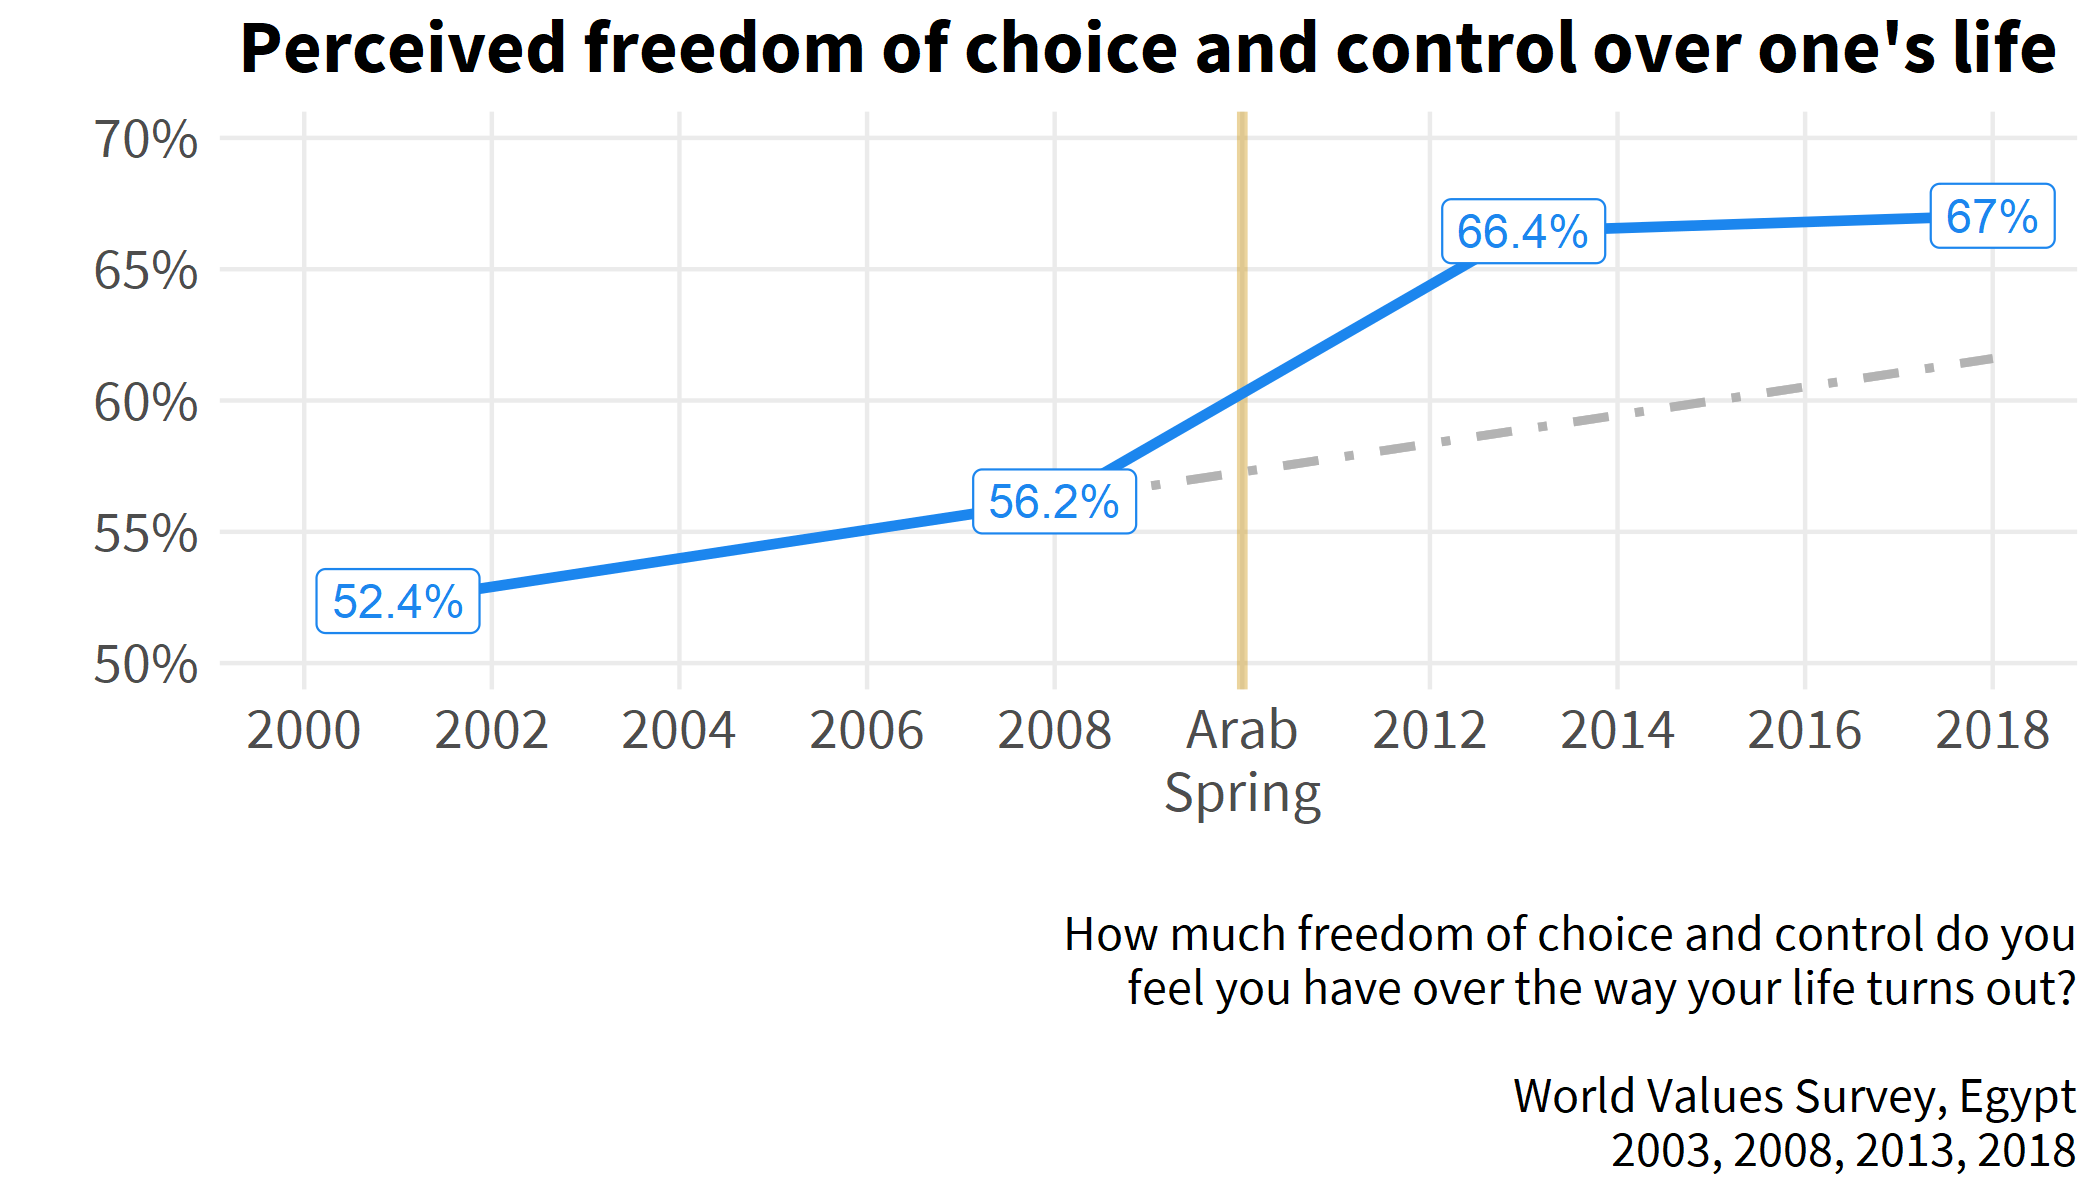 Perceived freedom of choice and control over one's life
70%
65%
60%
55%
50%
66.4%
67%
56.2%
52.4%
2000 2002 2004 2006 2008 Arab 2012 2014 2016 2018
Spring
How much freedom of choice and control do you
feel you have over the way your life turns out?
World Values Survey, Egypt
2003, 2008, 2013, 2018